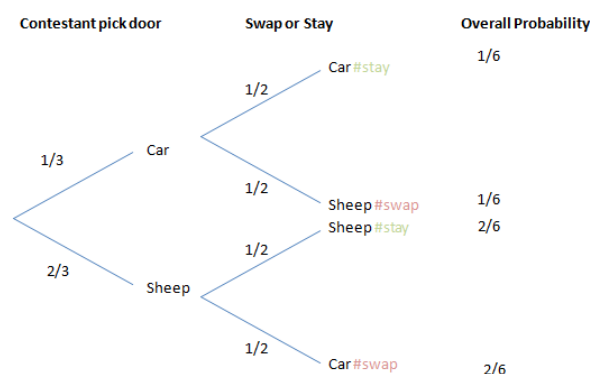 Contestant pick door Swap or Stay Overall Probability
1/6
Car #stay
1/2
1/3
Car
1/2
Sheep #swap
1/6
Sheep #stay
2/6
1/2
2/3
Sheep
1/2
Car #swap
2/6